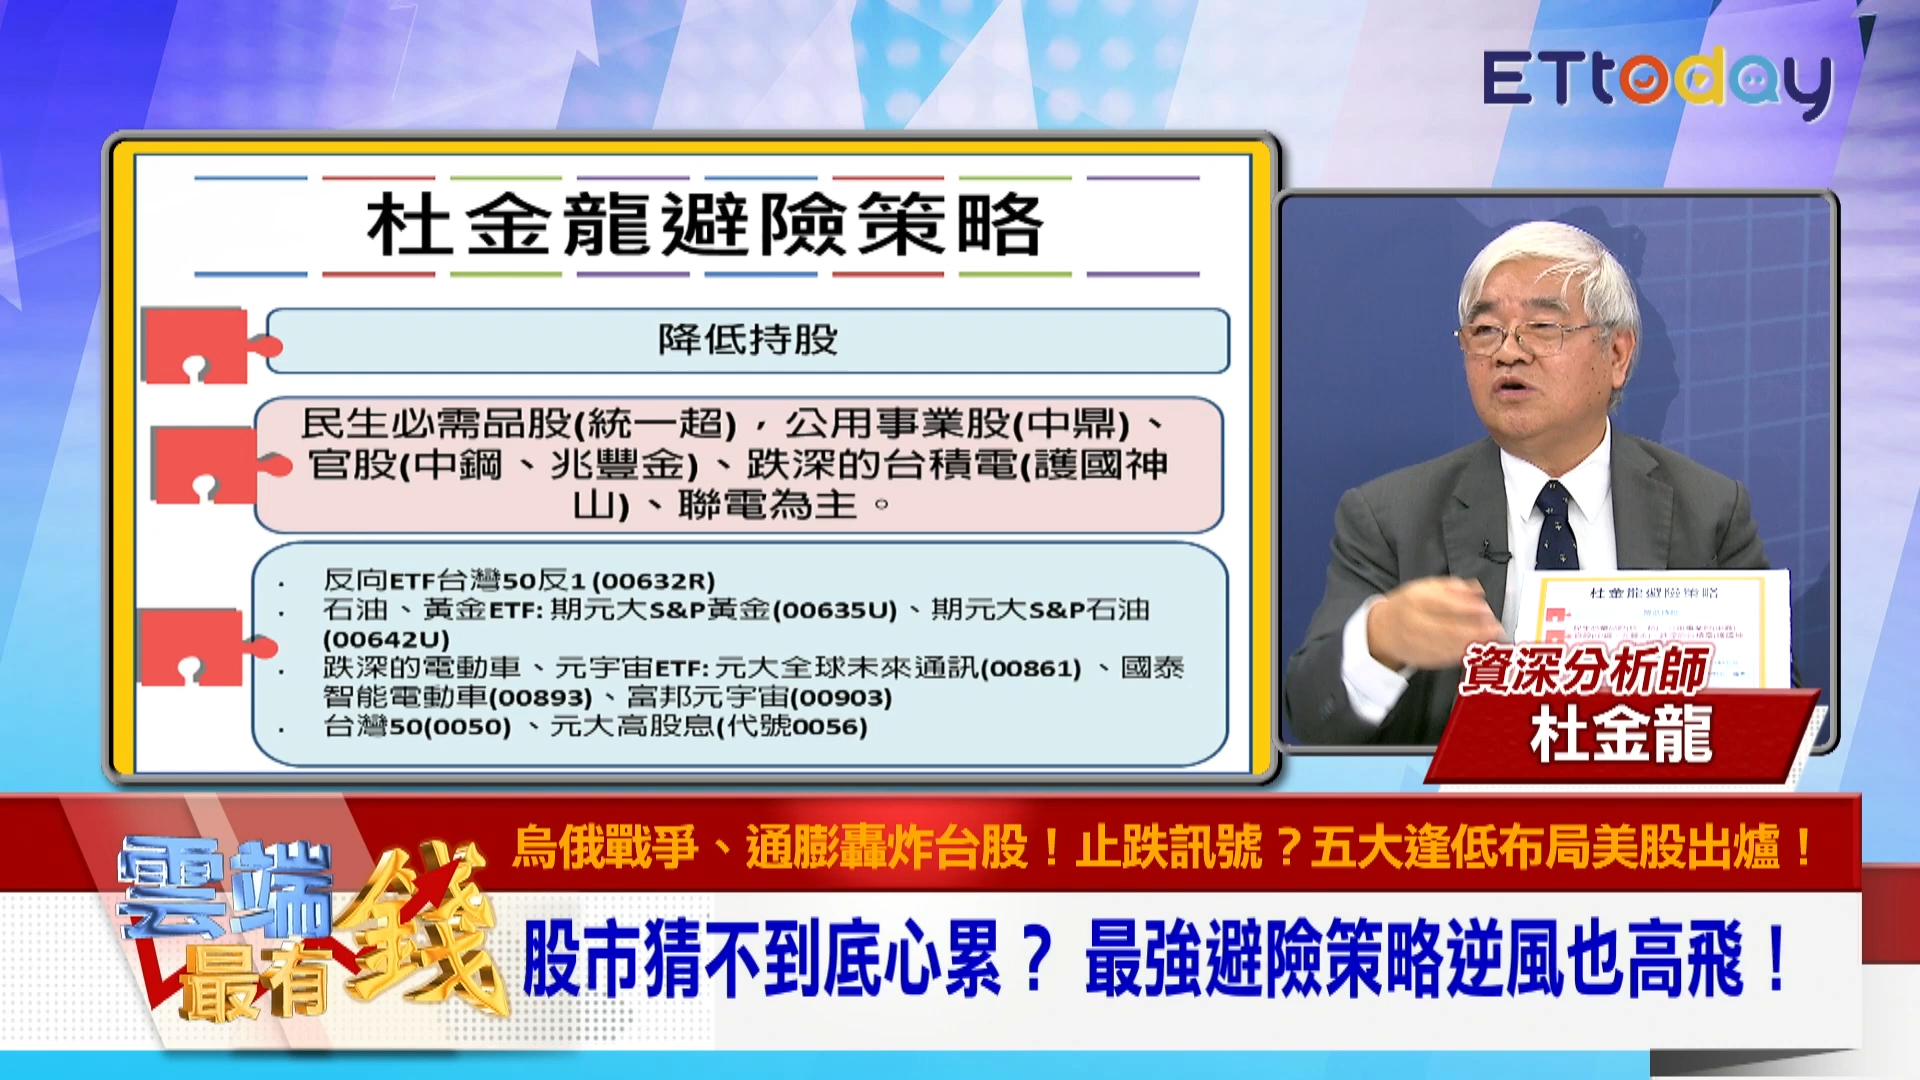 ETtoday
杜金龍避險策略
降低持股
民生必需品股(統一超)，公用事業股(中鼎)、
官股(中鋼、兆豐金)、跌深的台積電(護國神
山)、聯電為主。
· 反向ETF台灣50反1(00632R)
· 石油、黃金ETF:期元大S&P黃金(00635U)、期元大S&P石油
(00642U)
· 跌深的電動車、元宇宙ETF:元大全球未來通訊(00861)、國泰
智能電動車(00893)、富邦元宇宙(00903)
· 台灣50(0050)、元大高股息(代號0056)
杜金龍避險策略
資深分析師
杜金龍
烏俄戰爭、通膨轟炸台股！止跌訊號？五大逢低布局美股出爐！
雲端
最有錢
股市猜不到底心累？ 最強避險策略逆風也高飛！